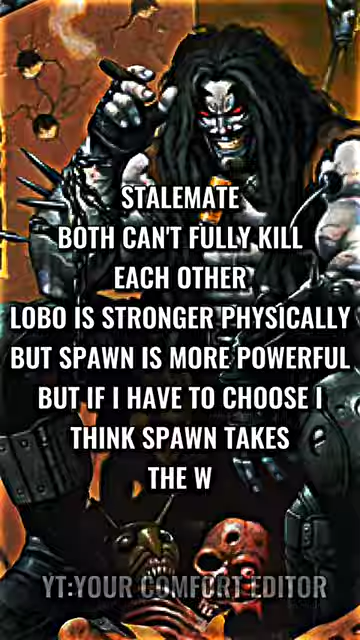 STALEMATE
BOTH CAN'T FULLY KILL
EACH OTHER
LOBO IS STRONGER PHYSICALLY
BUT SPAWN IS MORE POWERFUL
BUT IF I HAVE TO CHOOSE I
THINK SPAWN TAKES
THE W
YT:YOUR COMFORT EDITOR